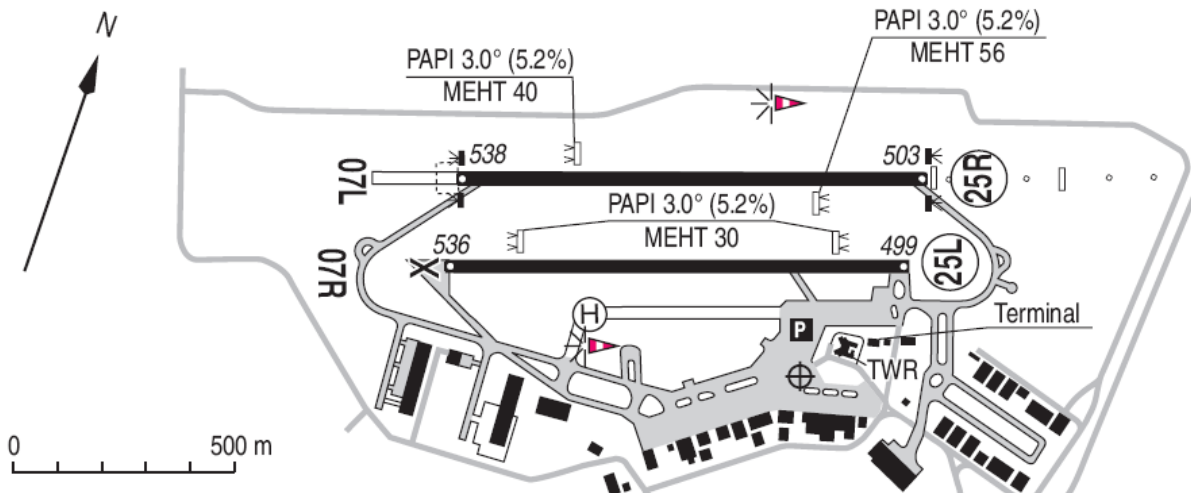 N
PAPI 3.0° (5.2%)
MEHT 56
PAPI 3.0° (5.2%)
MEHT 40
07L
538
503
25R
PAPI 3.0° (5.2%)
MEHT 30
07R
536
499
25L
H
P
Terminal
TWR
0 500 m